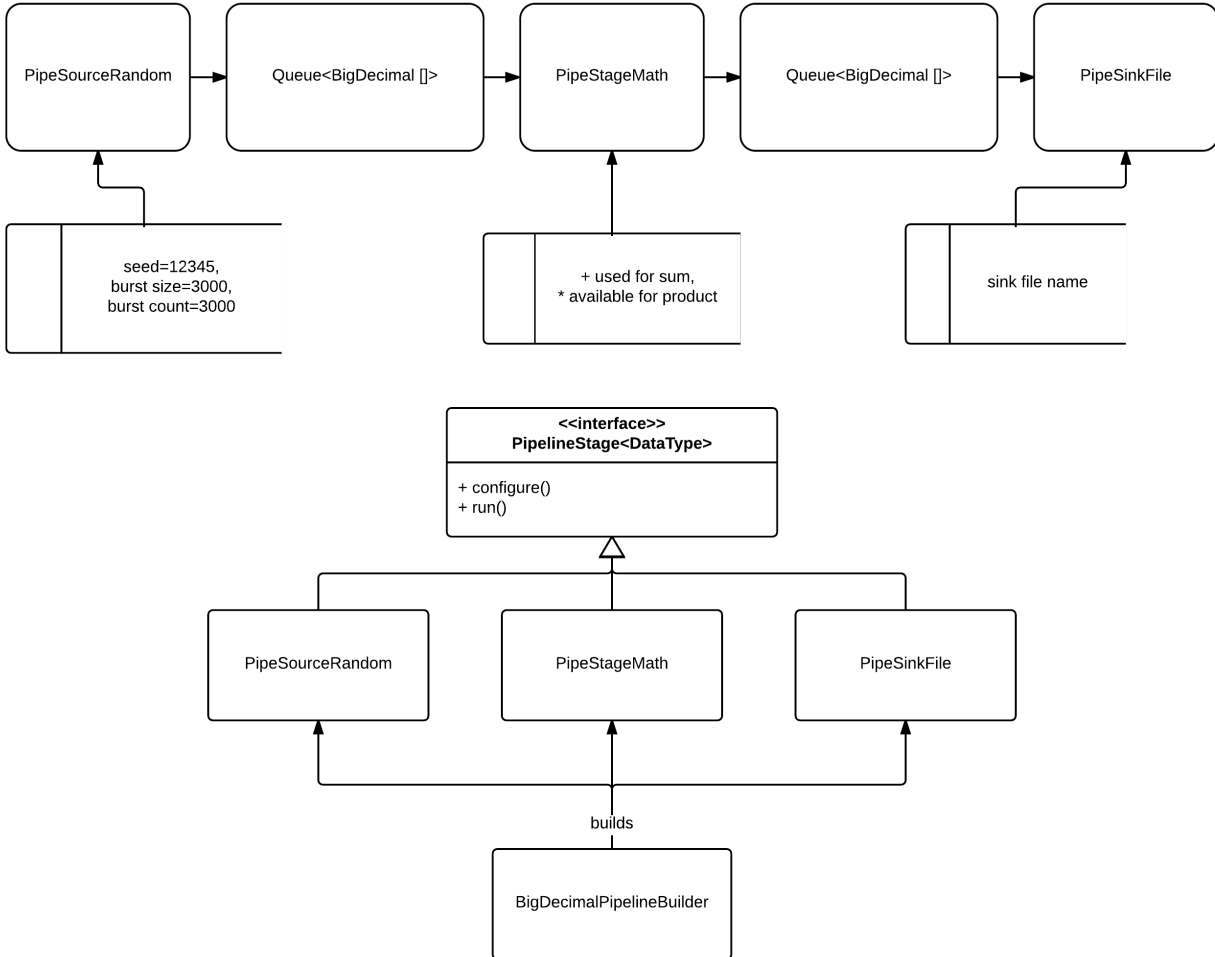 PipeSourceRandom
Queue<BigDecimal []>
PipeStageMath
Queue<BigDecimal []>
PipeSinkFile
seed=12345,
burst size=3000,
burst count=3000
+ used for sum,
* available for product
sink file name
<<interface>>
PipelineStage<DataType>
+ configure()
+ run()
PipeSourceRandom
PipeStageMath
PipeSinkFile
builds
BigDecimalPipelineBuilder